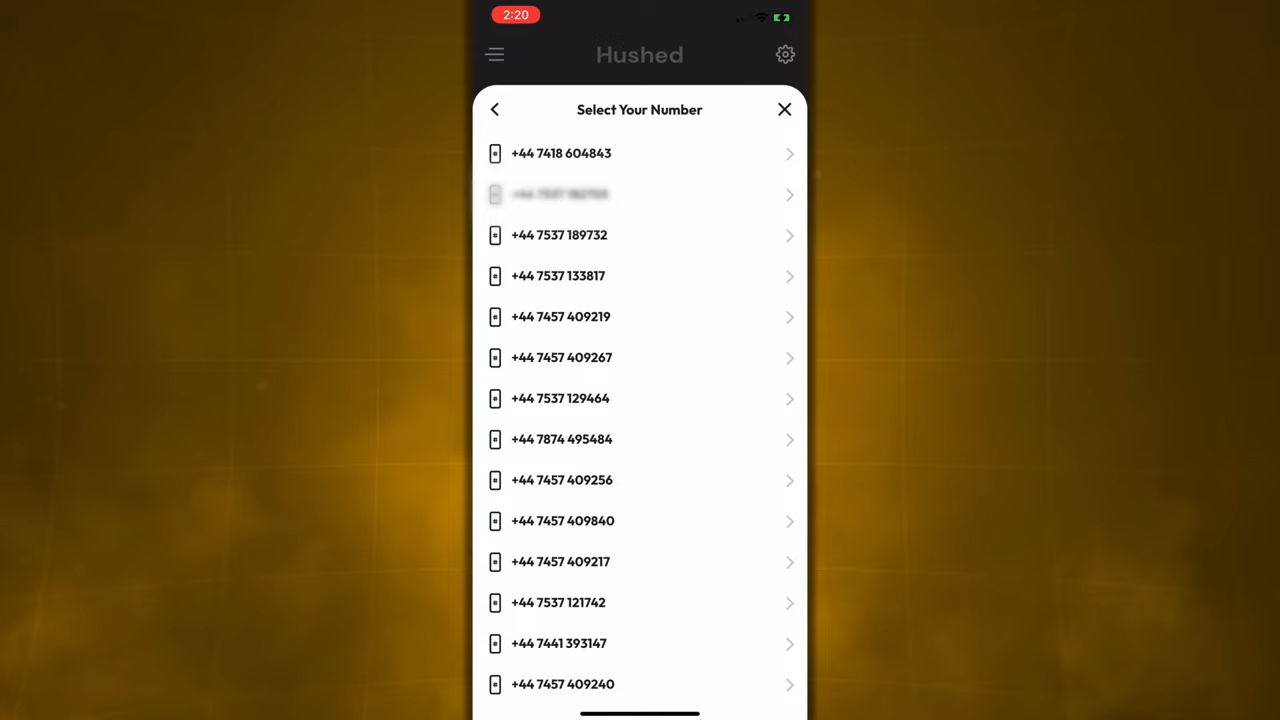 2:20
Hushed
Select Your Number
+44 7418 604843
+44 7537 189732
+44 7537 133817
+44 7457 409219
+44 7457 409267
+44 7537 129464
+44 7874 495484
+44 7457 409256
+44 7457 409840
+44 7457 409217
+44 7537 121742
+44 7441 393147
+44 7457 409240